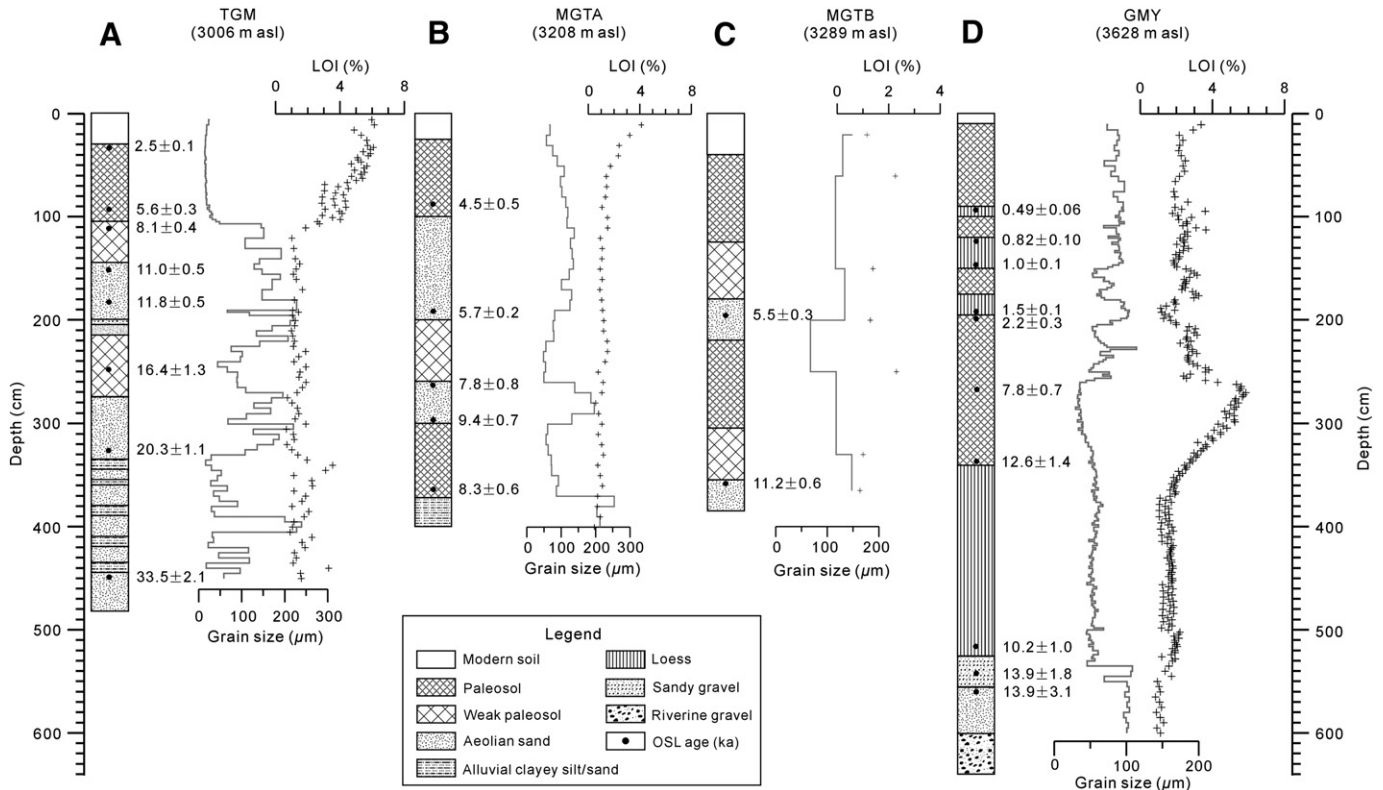 A
TGM
(3006 m asl)
LOI (%)
0 4 8
0
100
200
300
400
500
600
Depth (cm)
2.5±0.1
5.6±0.3
8.1±0.4
11.0±0.5
11.8±0.5
16.4±1.3
20.3±1.1
33.5±2.1
0 100 200 300
Grain size (µm)
B
MGTA
(3208 m asl)
LOI (%)
0 4 8
4.5±0.5
5.7±0.2
7.8±0.8
9.4±0.7
8.3±0.6
0 100 200 300
Grain size (µm)
C
MGTB
(3289 m asl)
LOI (%)
0 2 4
5.5±0.3
11.2±0.6
0 100 200
Grain size (µm)
D
GMY
(3628 m asl)
LOI (%)
0 4 8
0.49±0.06
0.82±0.10
1.0±0.1
1.5±0.1
2.2±0.3
7.8±0.7
12.6±1.4
10.2±1.0
13.9±1.8
13.9±3.1
0 100 200
Grain size (µm)
0
100
200
300
400
500
600
Depth (cm)
Legend
Modern soil
Paleosol
Weak paleosol
Aeolian sand
Alluvial clayey silt/sand
Loess
Sandy gravel
Riverine gravel
OSL age (ka)